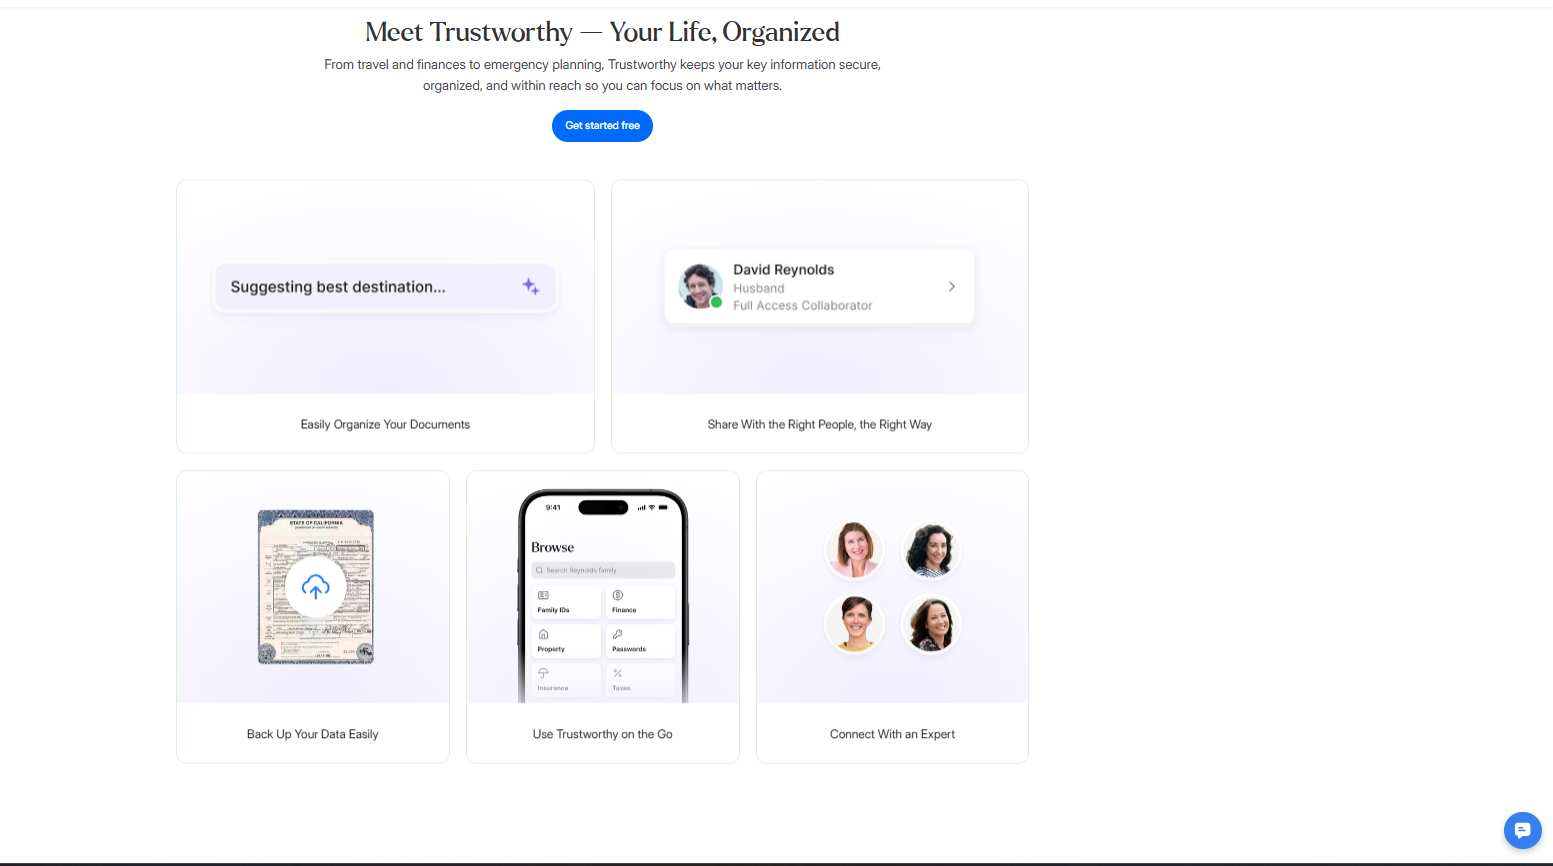 Meet Trustworthy — Your Life, Organized
From travel and finances to emergency planning, Trustworthy keeps your key information secure,
organized, and within reach so you can focus on what matters.
Get started free
Suggesting best destination...
David Reynolds
Husband
Full Access Collaborator
Easily Organize Your Documents
Share With the Right People, the Right Way
STATE OF CALIFORNIA
9:41
Browse
Search Reynolds family
Family IDs
Finance
Property
Passwords
Insurance
Taxes
Back Up Your Data Easily
Use Trustworthy on the Go
Connect With an Expert